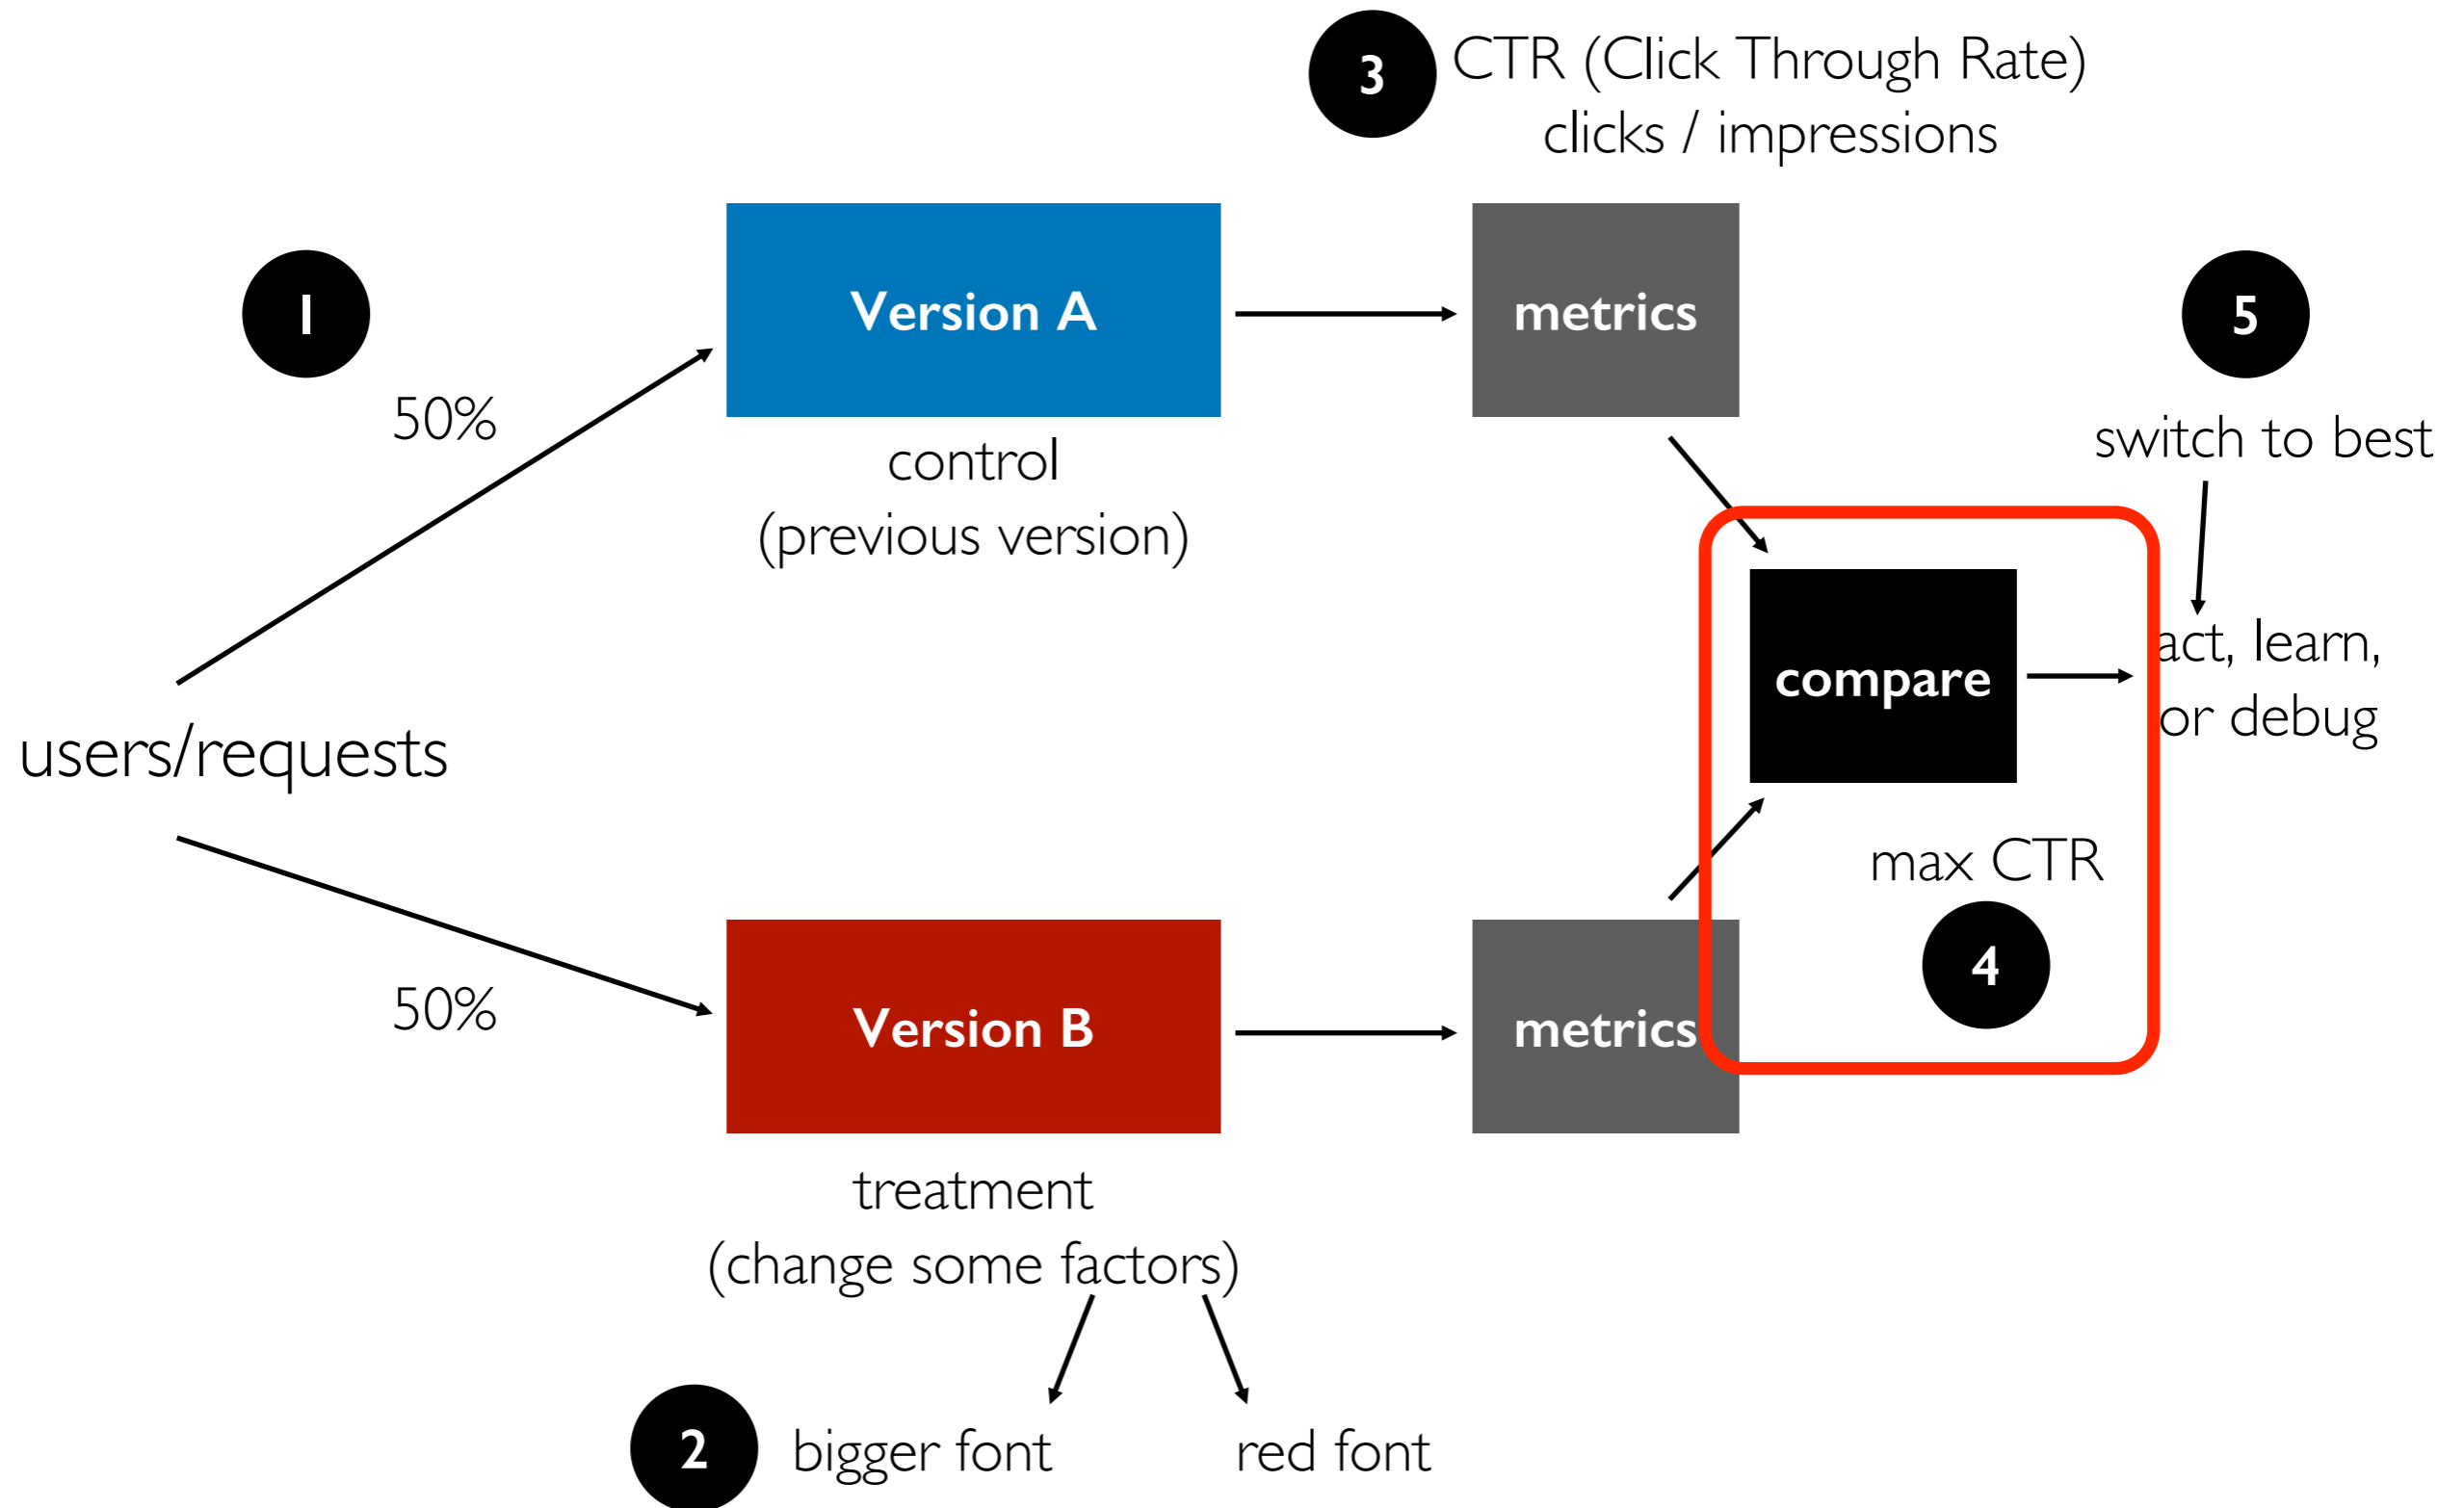 3
CTR (Click Through Rate)
clicks / impressions
1
50%
Version A
metrics
5
switch to best
control
(previous version)
compare
act, learn,
or debug
users/requests
max CTR
4
50%
Version B
metrics
treatment
(change some factors)
2
bigger font
red font